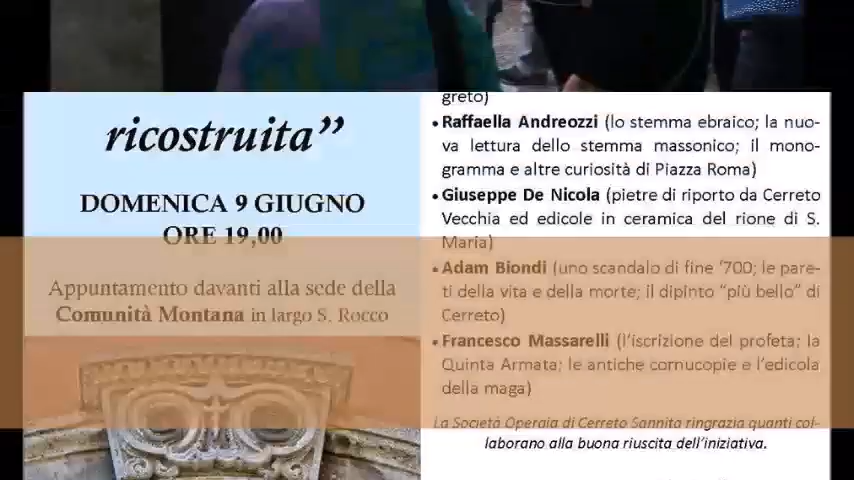 ricostruita”
DOMENICA 9 GIUGNO
ORE 19,00
Appuntamento davanti alla sede della
Comunità Montana in largo S. Rocco
greto)
• Raffaella Andreozzi (lo stemma ebraico; la nuo-
va lettura dello stemma massonico; il mono-
gramma e altre curiosità di Piazza Roma)
• Giuseppe De Nicola (pietre di riporto da Cerreto
Vecchia ed edicole in ceramica del rione di S.
Maria)
• Adam Biondi (uno scandalo di fine ‘700; le pare-
ti della vita e della morte; il dipinto “più bello” di
Cerreto)
• Francesco Massarelli (l’iscrizione del profeta; la
Quinta Armata; le antiche cornucopie e l’edicola
della maga)
La Società Operaia di Cerreto Sannita ringrazia quanti col-
laborano alla buona riuscita dell’iniziativa.